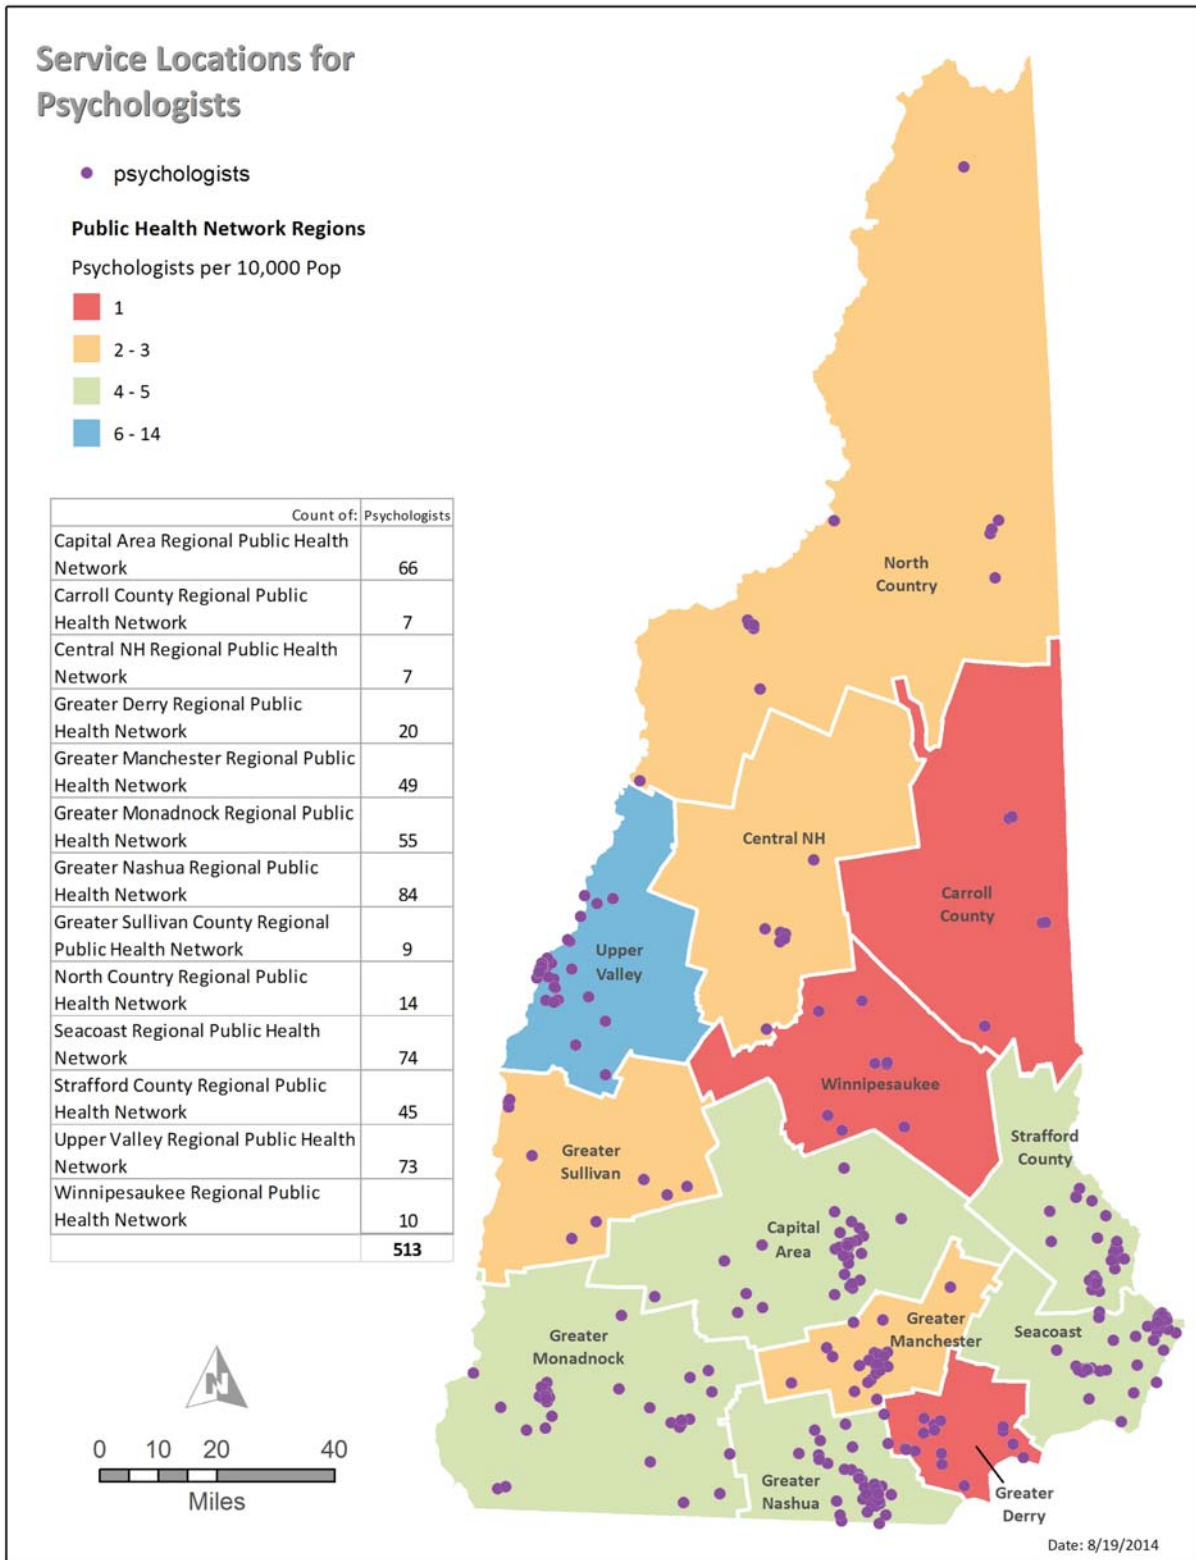 Service Locations for
Psychologists
psychologists
Public Health Network Regions
Psychologists per 10,000 Pop
1
2 - 3
4 - 5
6 - 14
Count of: Psychologists
Capital Area Regional Public Health
Network 66
Carroll County Regional Public
Health Network 7
Central NH Regional Public Health
Network 7
Greater Derry Regional Public
Health Network 20
Greater Manchester Regional Public
Health Network 49
Greater Monadnock Regional Public
Health Network 55
Greater Nashua Regional Public
Health Network 84
Greater Sullivan County Regional
Public Health Network 9
North Country Regional Public
Health Network 14
Seacoast Regional Public Health
Network 74
Strafford County Regional Public
Health Network 45
Upper Valley Regional Public Health
Network 73
Winnipesaukee Regional Public
Health Network 10
513
North
Country
Central NH
Carroll
County
Upper
Valley
Winnipesaukee
Strafford
County
Greater
Sullivan
Capital
Area
Greater
Manchester
Seacoast
Greater
Monadnock
Greater
Nashua
Greater
Derry
N
0 10 20 40
Miles
Date: 8/19/2014